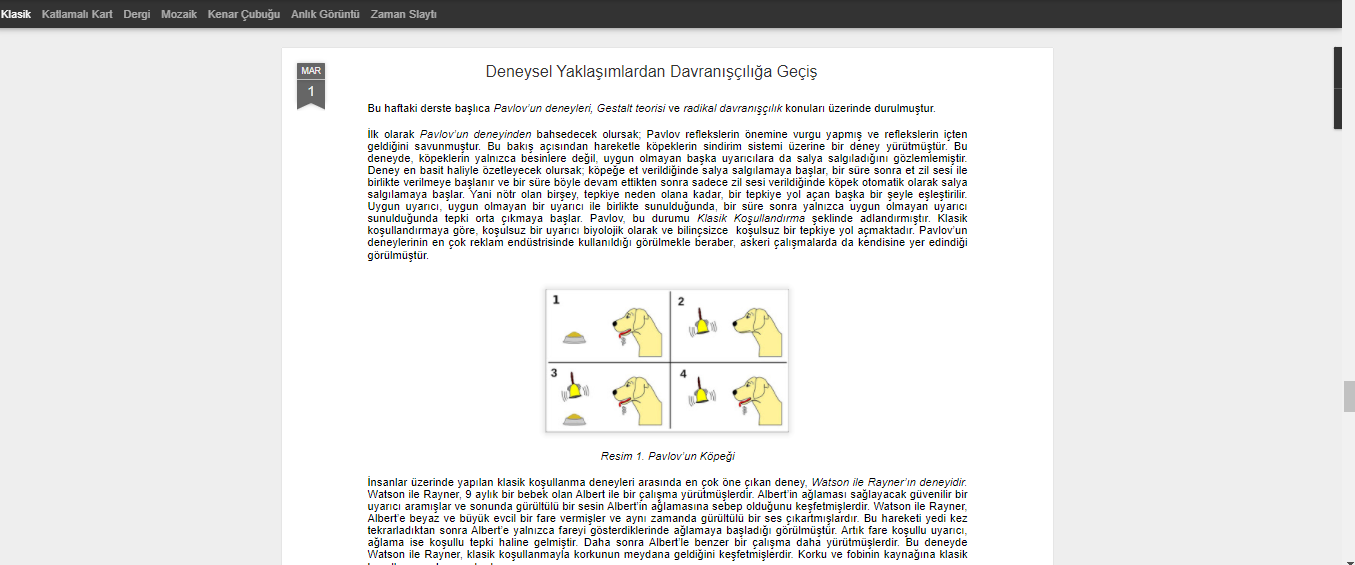 Klasik Katlamalı Kart Dergi Mozaik Kenar Çubuğu Anlık Görüntü Zaman Slaytı
MAR
1
Deneysel Yaklaşımlardan Davranışçılığa Geçiş
Bu haftaki derste başlıca Pavlov'un deneyleri, Gestalt teorisi ve radikal davranışçılık konuları üzerinde durulmuştur.
İlk olarak Pavlov'un deneyinden bahsedecek olursak; Pavlov reflekslerin önemine vurgu yapmış ve reflekslerin içten
geldiğini savunmuştur. Bu bakış açısından hareketle köpeklerin sindirim sistemi üzerine bir deney yürütmüştür. Bu
deneyde, köpeklerin yalnızca besinlere değil, uygun olmayan başka uyarıcılara da salya salgıladığını gözlemlemiştir.
Deney en basit haliyle özetleyecek olursak; köpeğe et verildiğinde salya salgılamaya başlar, bir süre sonra et zil sesi ile
birlikte verilmeye başlanır ve bir süre böyle devam ettikten sonra sadece zil sesi verildiğinde köpek otomatik olarak salya
salgılamaya başlar. Yani nötr olan birşey, tepkiye neden olana kadar, bir tepkiye yol açan başka bir şeyle eşleştirilir.
Uygun uyarıcı, uygun olmayan bir uyarıcı ile birlikte sunulduğunda, bir süre sonra yalnızca uygun olmayan uyarıcı
sunulduğunda tepki orta çıkmaya başlar. Pavlov, bu durumu Klasik Koşullandırma şeklinde adlandırmıştır. Klasik
koşullandırmaya göre, koşulsuz bir uyarıcı biyolojik olarak ve bilinçsizce koşulsuz bir tepkiye yol açmaktadır. Pavlov'un
deneylerinin en çok reklam endüstrisinde kullanıldığı görülmekle beraber, askeri çalışmalarda da kendisine yer edindiği
görülmüştür.
1
2
3
4
Resim 1. Pavlov'un Köpeği
İnsanlar üzerinde yapılan klasik koşullanma deneyleri arasında en çok öne çıkan deney, Watson ile Rayner'ın deneyidir.
Watson ile Rayner, 9 aylık bir bebek olan Albert ile bir çalışma yürütmüşlerdir. Albert'in ağlaması sağlayacak güvenilir bir
uyarıcı aramışlar ve sonunda gürültülü bir sesin Albert'in ağlamasına sebep olduğunu keşfetmişlerdir. Watson ile Rayner,
Albert'e beyaz ve büyük evcil bir fare vermişler ve aynı zamanda gürültülü bir ses çıkartmışlardır. Bu hareketi yedi kez
tekrarladıktan sonra Albert'e yalnızca fareyi gösterdiklerinde ağlamaya başladığı görülmüştür. Artık fare koşullu uyarıcı,
ağlama ise koşullu tepki haline gelmiştir. Daha sonra Albert'le benzer bir çalışma daha yürütmüşlerdir. Bu deneyde
Watson ile Rayner, klasik koşullanmayla korkunun meydana geldiğini keşfetmişlerdir. Korku ve fobinin kaynağına klasik